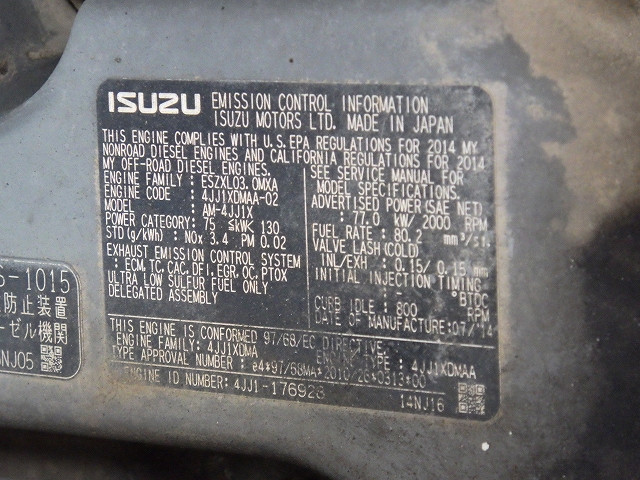 ISUZU EMISSION CONTROL INFORMATION
ISUZU MOTORS LTD. MADE IN JAPAN
THIS ENGINE COMPLIES WITH U.S.EPA REGULATIONS FOR 2014 MY
NONROAD DIESEL ENGINES AND CALIFORNIA REGULATIONS FOR 2014
MY OFF-ROAD DIESEL ENGINES.
ENGINE FAMILY : ESZXL03.0MXA
ENGINE CODE : 4JJ1XDMAA-02
MODEL : AM-4JJ1X
POWER CATEGORY: 75 ≤kW< 130
STD (g/kWh) : NOx 3.4 PM 0.02
EXHAUST EMISSION CONTROL SYSTEM
: ECM, TC, CAC, DFI, EGR, OC, PTOX
ULTRA LOW SULFUR FUEL ONLY
DELEGATED ASSEMBLY
SEE SERVICE MANUAL FOR
MODEL SPECIFICATIONS.
ADVERTISED POWER(SAE NET)
: 77.0 kW/ 2000 RPM
FUEL RATE: 80.2 mm³/st.
VALVE LASH(COLD)
INL/EXH : 0.15/ 0.15 mm
INITIAL INJECTION TIMING
: - °BTDC
CURB IDLE: 800 RPM
DATE OF MANUFACTURE:07/'14
THIS ENGINE IS CONFORMED 97/68/EC DIRECTIVE.
ENGINE FAMILY : 4JJ1XDMA ENGINE TYPE : 4JJ1XDMAA
TYPE APPROVAL NUMBER : e4*97/68MA*2010/26*0513*00
ENGINE ID NUMBER: 4JJ1-176928 14NJ16
S-1015
防止装置
ーゼル機関
NJ05